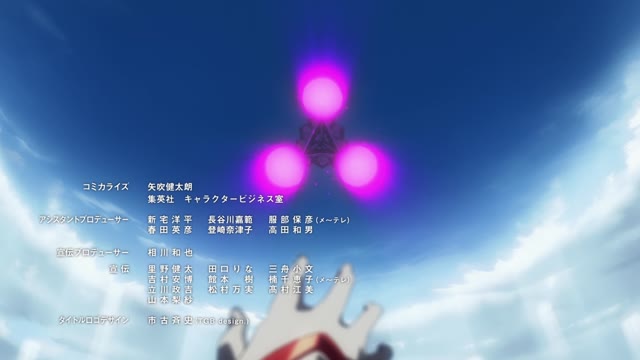 コミカライズ 矢吹健太朗
集英社 キャラクタービジネス室
アシスタントプロデューサー 新宅洋平 長谷川嘉範 服部保彦(メ〜テレ)
春田英彦 登崎奈津子 高田和男
宣伝プロデューサー 相川和也
宣伝 里野健太 田口りな 三舟小文
吉村安博 館本樹 楠千恵子(メ〜テレ)
立川政吉 松村万実 高村江美
山本梨紗
タイトルロゴデザイン 市古斉史(TGB design.)